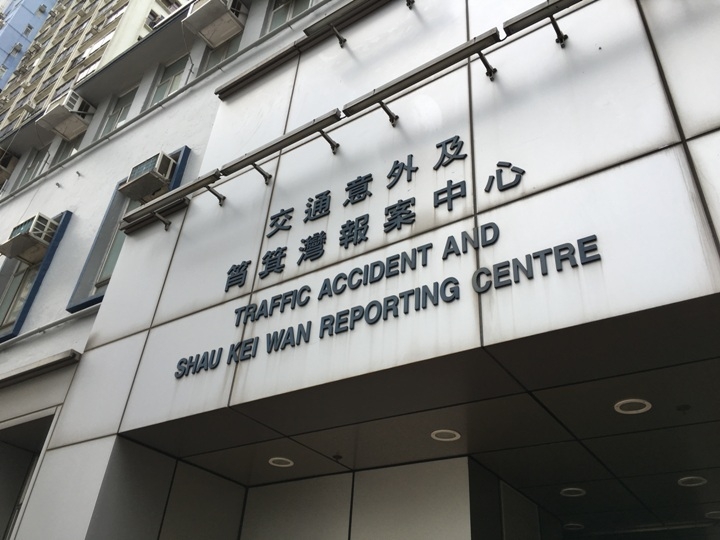 交通意外及
筲箕灣報案中心
TRAFFIC ACCIDENT AND
SHAU KEI WAN REPORTING CENTRE